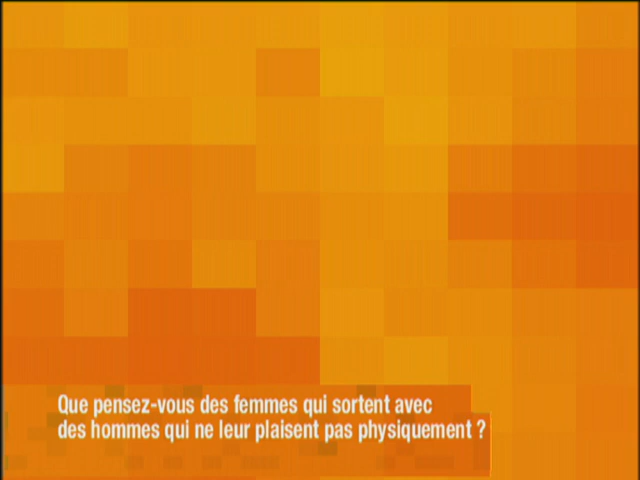 Que pensez-vous des femmes qui sortent avec
des hommes qui ne leur plaisent pas physiquement ?